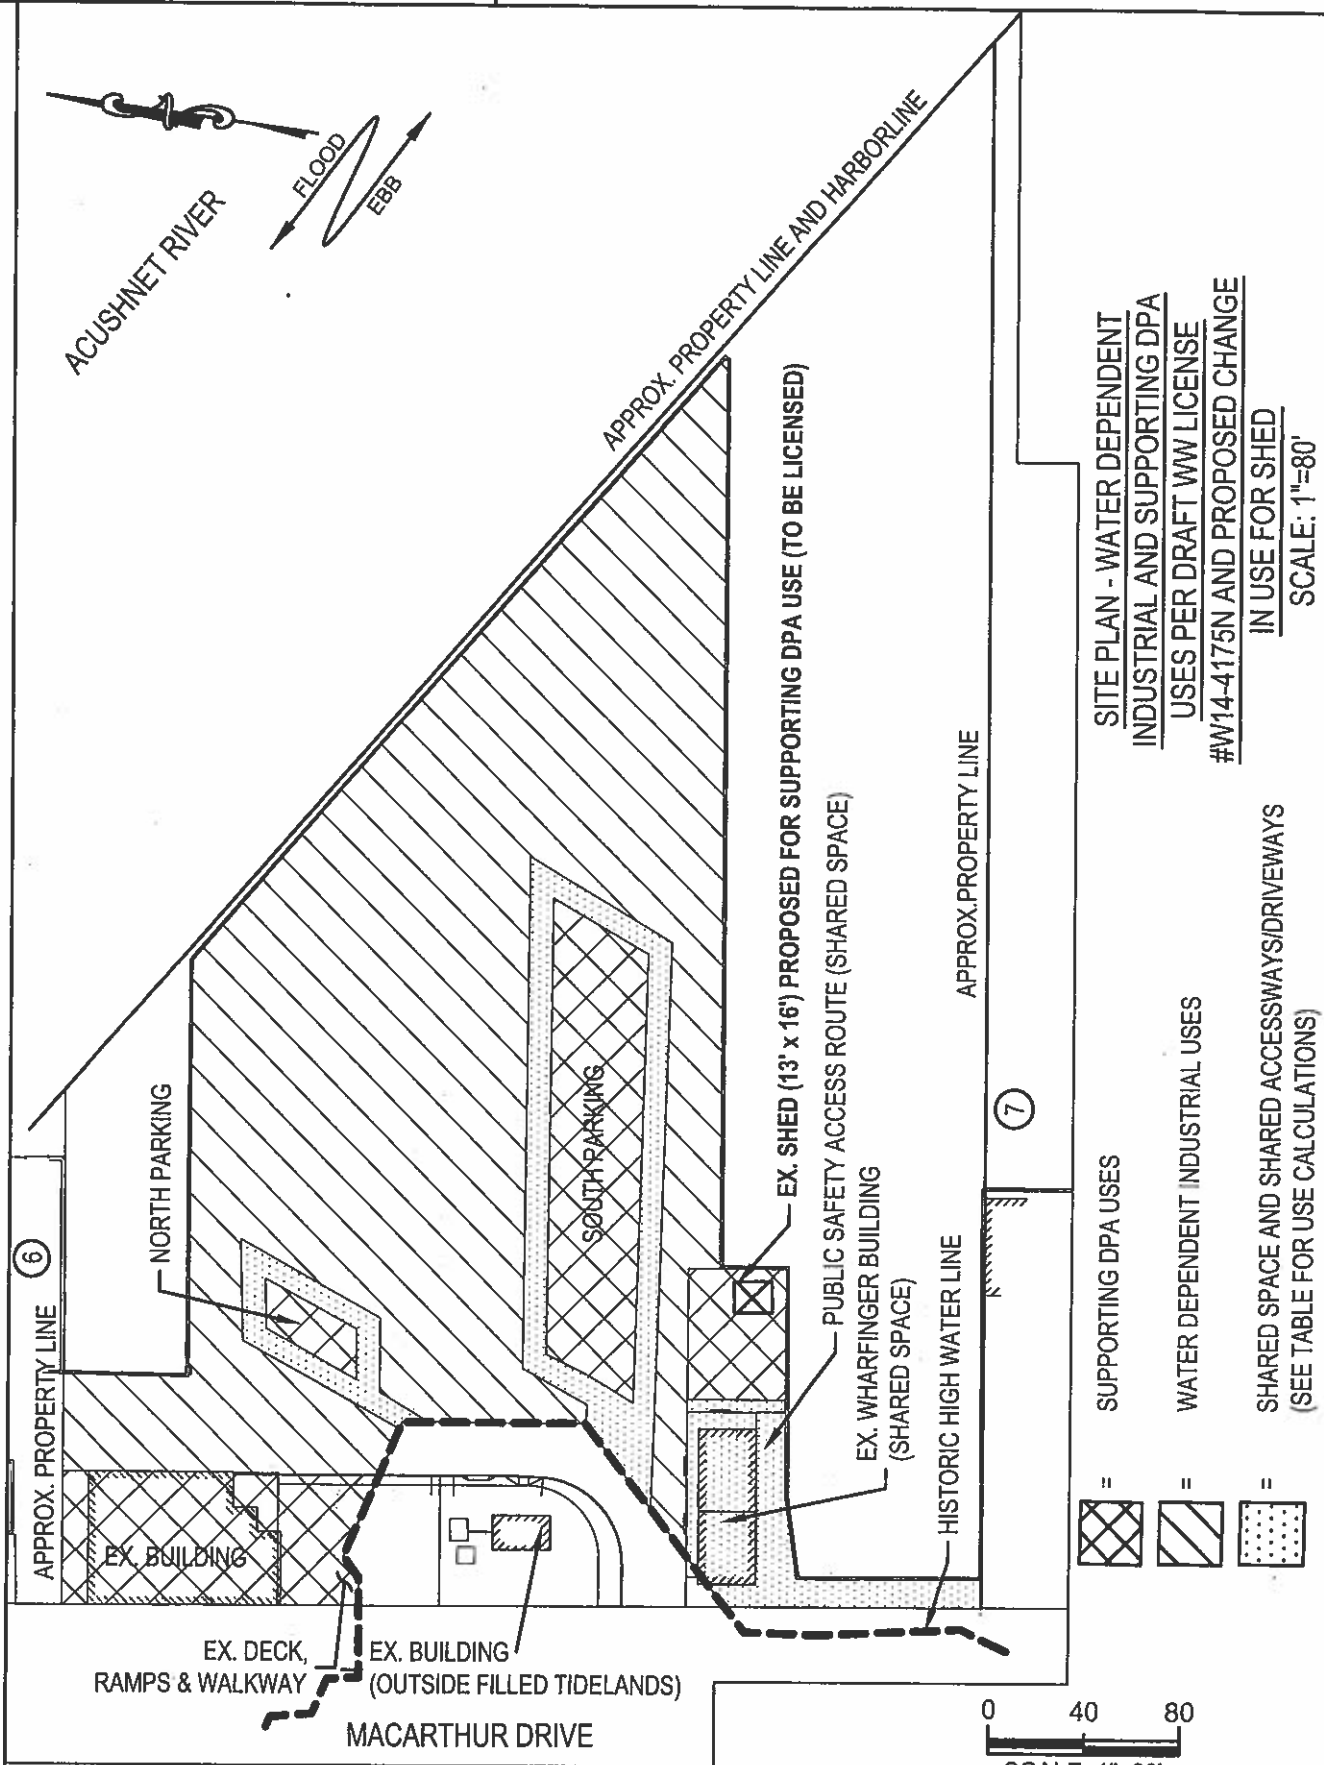 ACUSHNET RIVER
FLOOD
EBB
APPROX. PROPERTY LINE AND HARBORLINE
6
APPROX. PROPERTY LINE
NORTH PARKING
SOUTH PARKING
EX. SHED (13' x 16') PROPOSED FOR SUPPORTING DPA USE (TO BE LICENSED)
PUBLIC SAFETY ACCESS ROUTE (SHARED SPACE)
EX. WHARFINGER BUILDING
(SHARED SPACE)
HISTORIC HIGH WATER LINE
APPROX.PROPERTY LINE
7
EX. BUILDING
EX. DECK,
RAMPS & WALKWAY
EX. BUILDING
(OUTSIDE FILLED TIDELANDS)
MACARTHUR DRIVE
SITE PLAN - WATER DEPENDENT
INDUSTRIAL AND SUPPORTING DPA
USES PER DRAFT WW LICENSE
#W14-4175N AND PROPOSED CHANGE
IN USE FOR SHED
SCALE: 1"=80'
= SUPPORTING DPA USES
= WATER DEPENDENT INDUSTRIAL USES
= SHARED SPACE AND SHARED ACCESSWAYS/DRIVEWAYS
(SEE TABLE FOR USE CALCULATIONS)
0 40 80